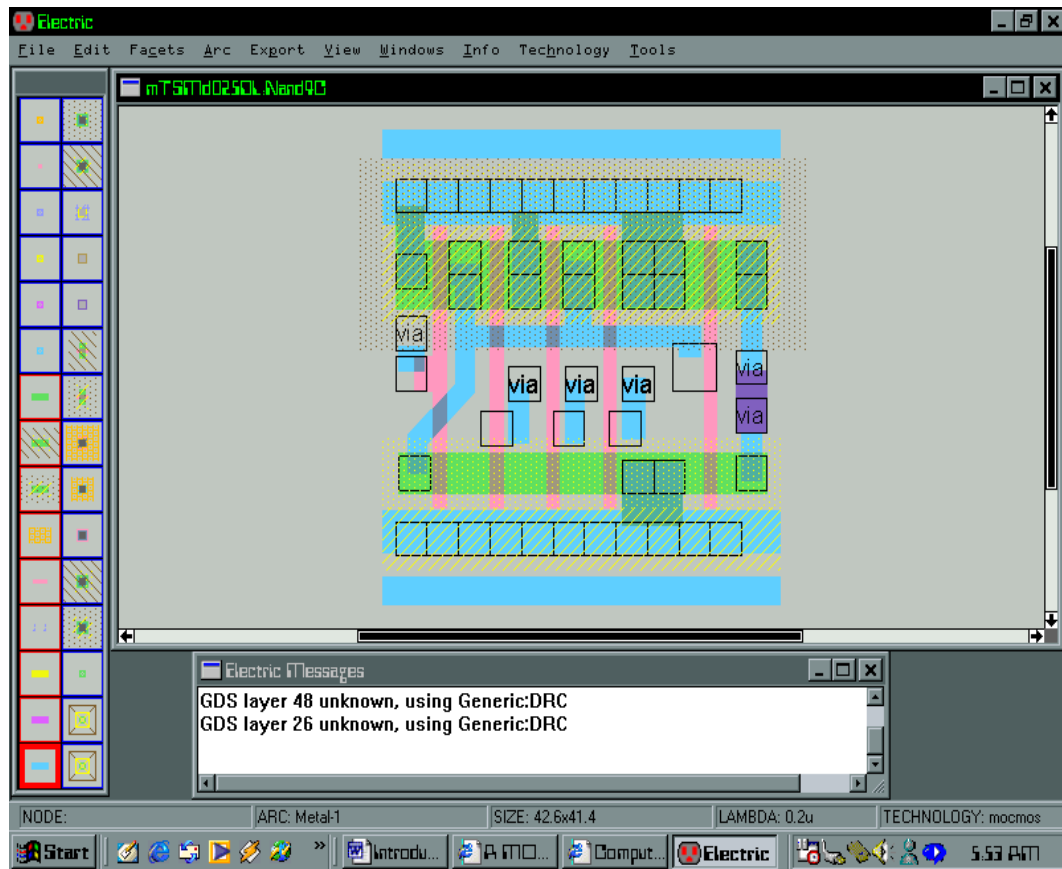 Electric
File Edit Facets Arc Export View Windows Info Technology Tools
mTSMd025DL:Nand4C
via
via
via via via
via
Electric Messages
GDS layer 48 unknown, using Generic:DRC
GDS layer 26 unknown, using Generic:DRC
NODE: ARC: Metal-1 SIZE: 42.6x41.4 LAMBDA: 0.2u TECHNOLOGY: mocmos
Start » Introdu... A MO... Comput... Electric 5:53 AM